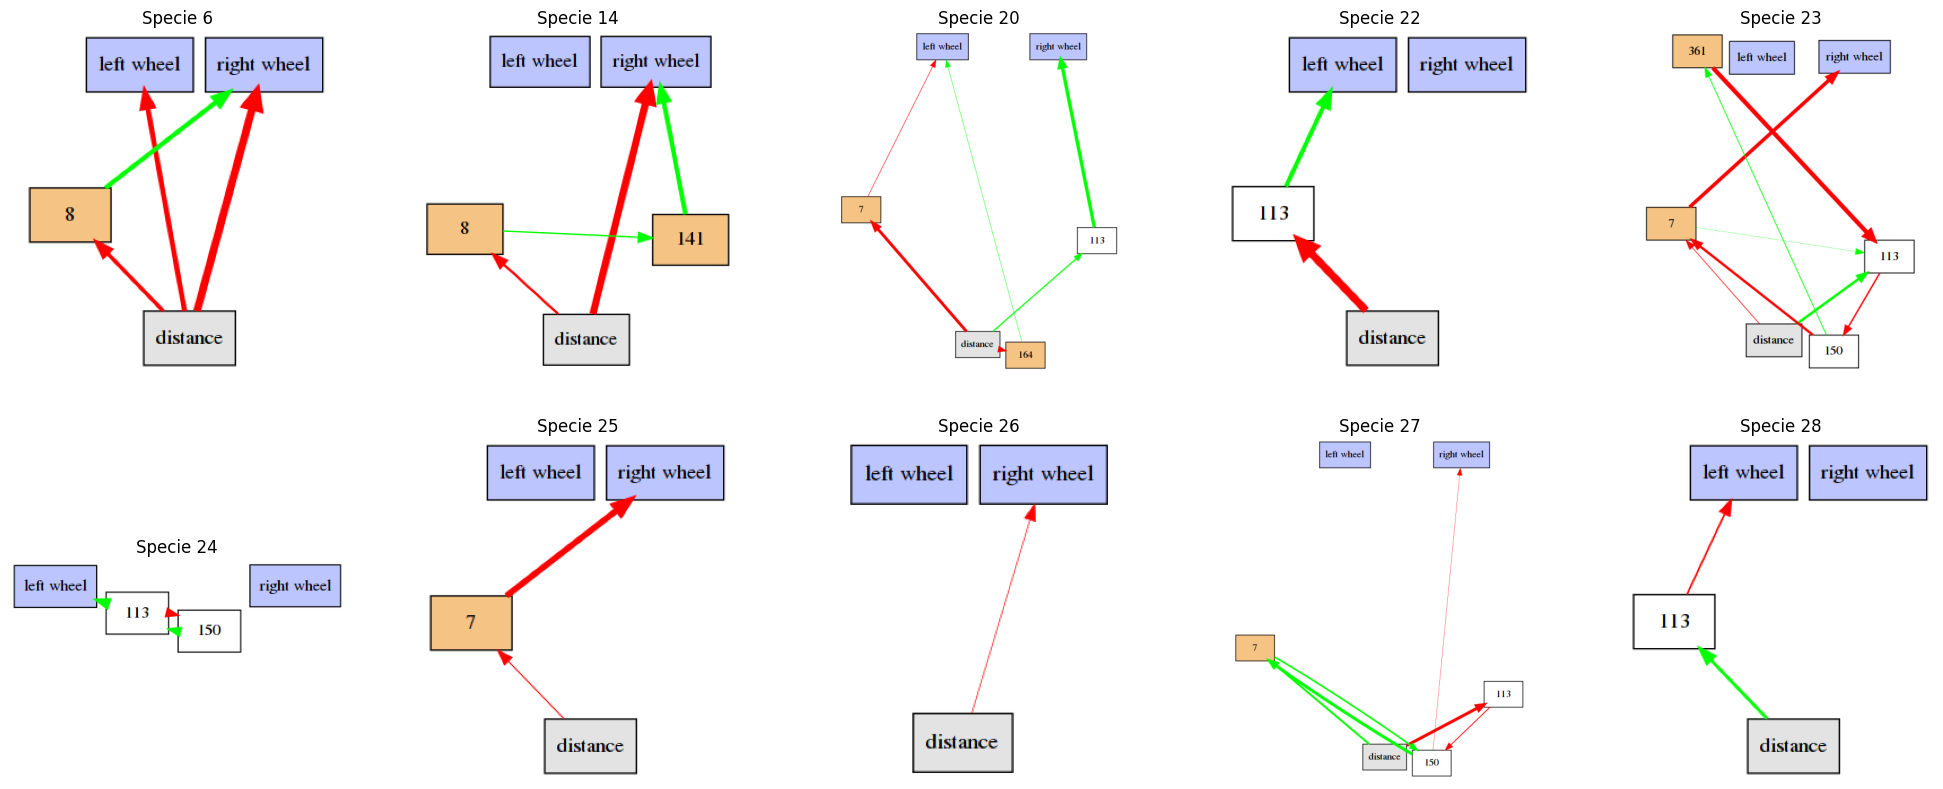 Specie 6
left wheel
right wheel
8
distance
Specie 14
left wheel
right wheel
8
141
distance
Specie 20
left wheel
right wheel
7
113
distance
164
Specie 22
left wheel
right wheel
113
distance
Specie 23
361
left wheel
right wheel
7
113
distance
150
Specie 24
left wheel
113
150
right wheel
Specie 25
left wheel
right wheel
7
distance
Specie 26
left wheel
right wheel
distance
Specie 27
left wheel
right wheel
7
113
distance
150
Specie 28
left wheel
right wheel
113
distance